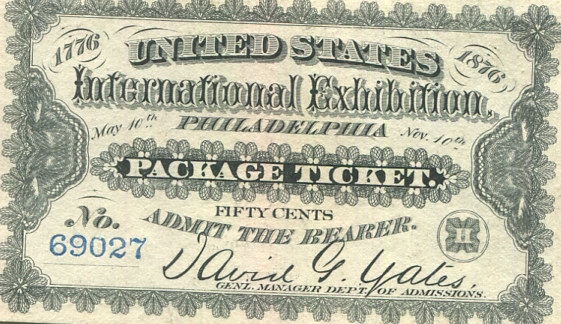 1776 UNITED STATES 1876
International Exhibition,
May 10th PHILADELPHIA Nov. 10th
PACKAGE TICKET.
FIFTY CENTS
No. ADMIT THE BEARER.
69027
David G. Yates,
GENL. MANAGER DEPT. OF ADMISSIONS.